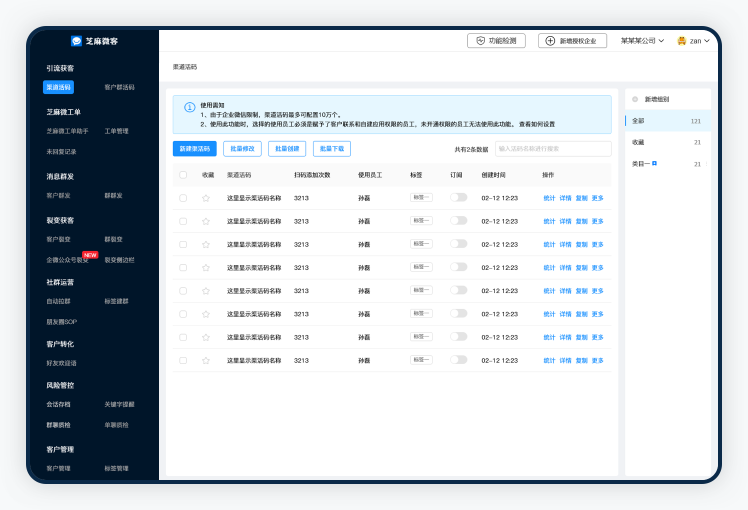 芝麻微客
功能检测
新增授权企业
某某某公司
zan
引流获客
渠道活码
客户群活码
芝麻微工单
芝麻微工单助手
工单管理
未回复记录
消息群发
客户群发
群群发
裂变获客
客户裂变
群裂变
企微公众号裂变
NEW
裂变侧边栏
社群运营
自动拉群
标签建群
朋友圈SOP
客户转化
好友欢迎语
风险管控
会话存档
关键字提醒
群聊质检
单聊质检
客户管理
客户管理
标签管理
渠道活码
使用需知
1、由于企业微信限制，渠道活码最多可配置10万个。
2、使用此功能时，选择的使用员工必须是赋予了客户联系和自建应用权限的员工，未开通权限的员工无法使用此功能。 查看如何设置
新建渠活码
批量修改
批量创建
批量下载
共有2条数据
输入活码名称进行搜索
收藏 渠道活码 扫码添加次数 使用员工 标签 订阅 创建时间 操作
这里显示渠活码名称 3213 孙磊 标签一 02-12 12:23 统计 详情 复制 更多
这里显示渠活码名称 3213 孙磊 标签一 02-12 12:23 统计 详情 复制 更多
这里显示渠活码名称 3213 孙磊 标签一 02-12 12:23 统计 详情 复制 更多
这里显示渠活码名称 3213 孙磊 标签一 02-12 12:23 统计 详情 复制 更多
这里显示渠活码名称 3213 孙磊 标签一 02-12 12:23 统计 详情 复制 更多
这里显示渠活码名称 3213 孙磊 标签一 02-12 12:23 统计 详情 复制 更多
这里显示渠活码名称 3213 孙磊 标签一 02-12 12:23 统计 详情 复制 更多
这里显示渠活码名称 3213 孙磊 标签一 02-12 12:23 统计 详情 复制 更多
新增组别
全部 121
收藏 21
类目一 21